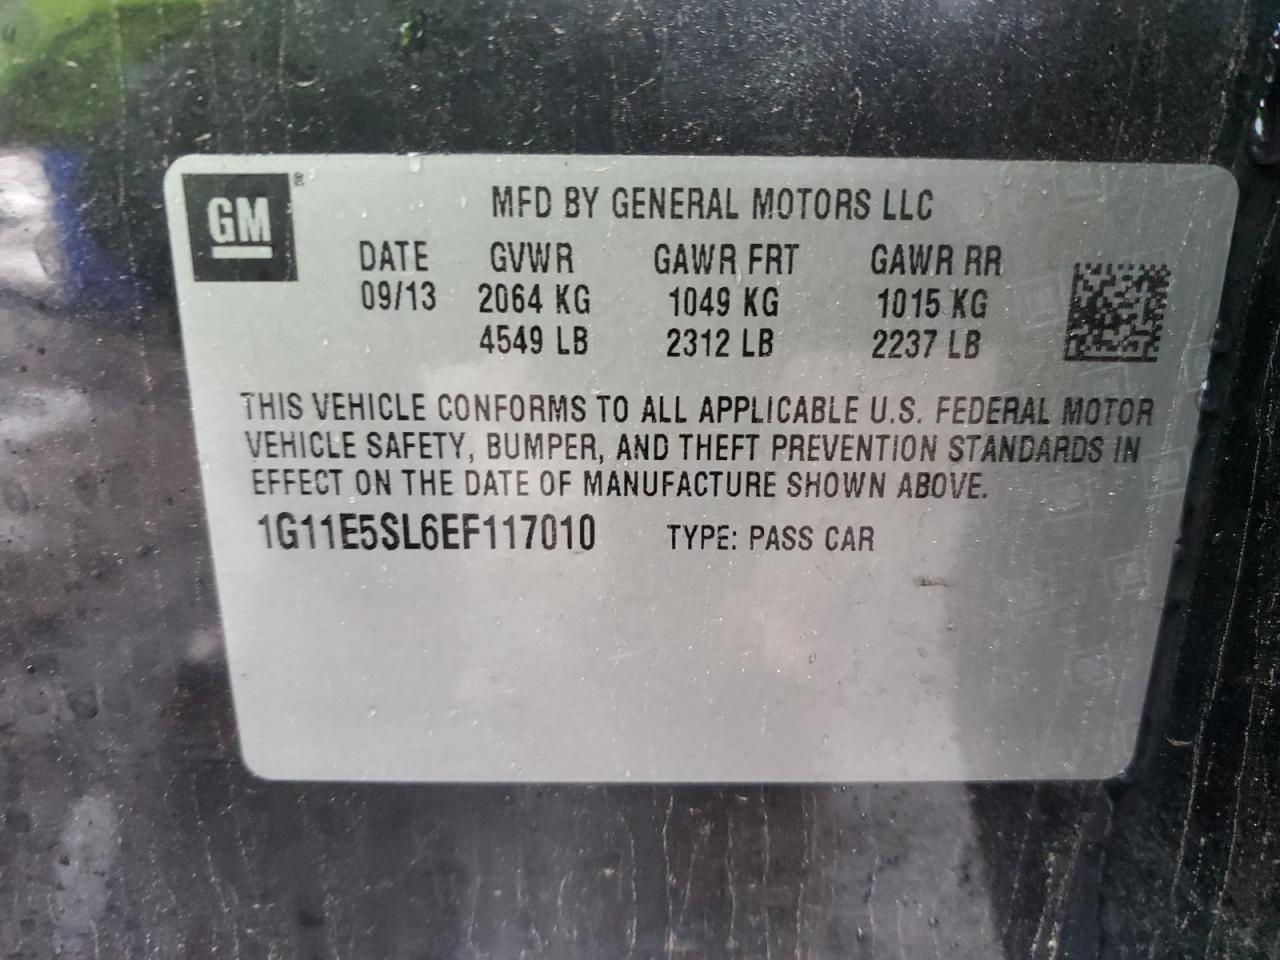 GM®
MFD BY GENERAL MOTORS LLC
DATE GVWR GAWR FRT GAWR RR
09/13 2064 KG 1049 KG 1015 KG
4549 LB 2312 LB 2237 LB
THIS VEHICLE CONFORMS TO ALL APPLICABLE U.S. FEDERAL MOTOR
VEHICLE SAFETY, BUMPER, AND THEFT PREVENTION STANDARDS IN
EFFECT ON THE DATE OF MANUFACTURE SHOWN ABOVE.
1G11E5SL6EF117010 TYPE: PASS CAR